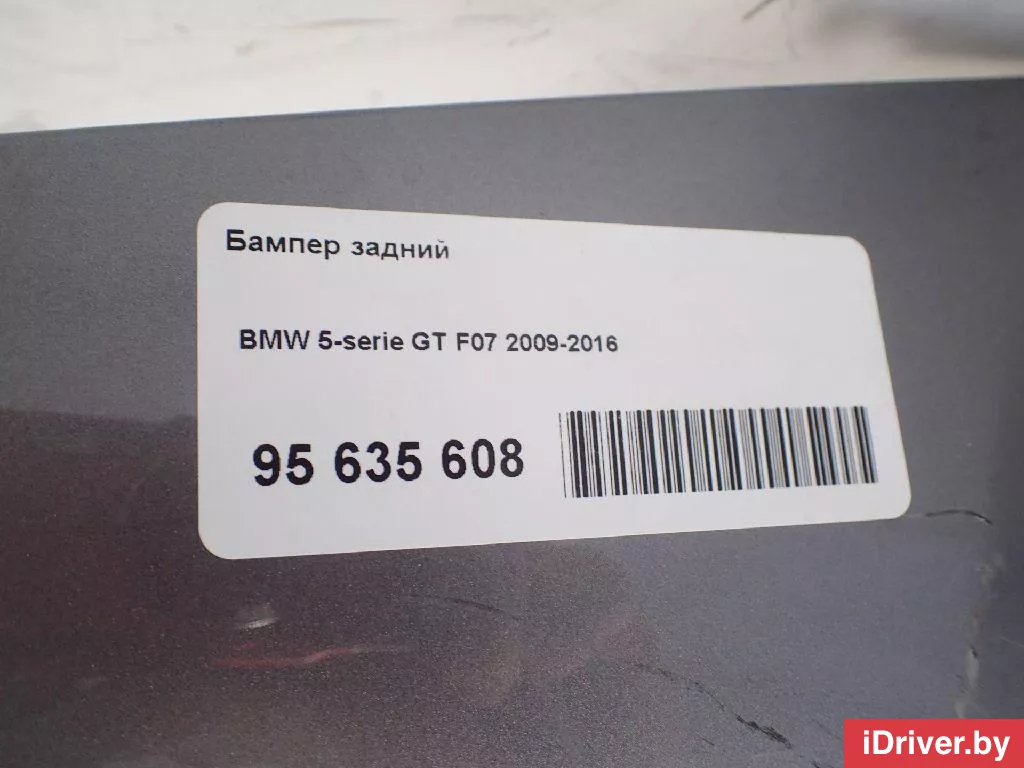 Бампер задний
BMW 5-serie GT F07 2009-2016
95 635 608
iDriver.by